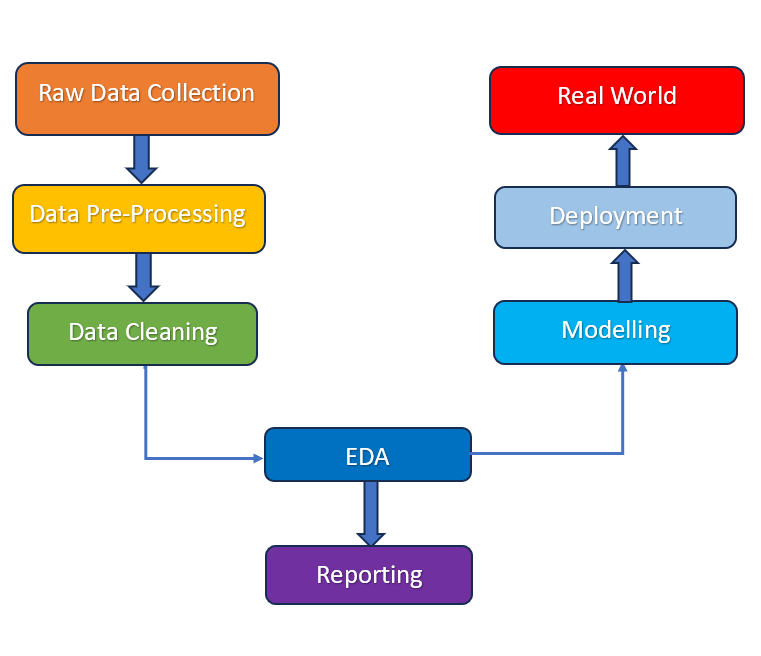 Raw Data Collection
Data Pre-Processing
Data Cleaning
EDA
Reporting
Modelling
Deployment
Real World